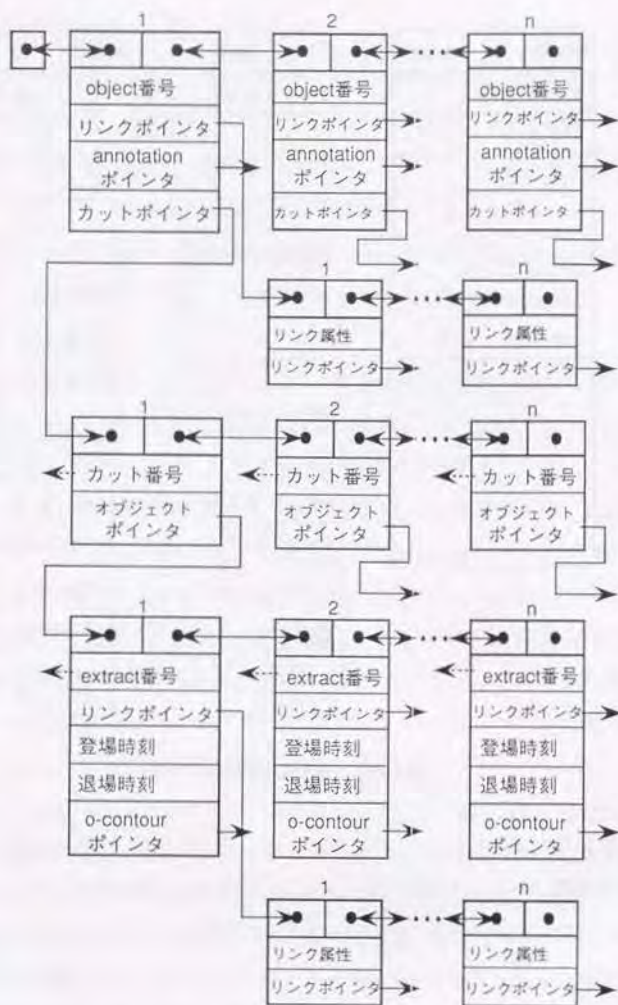 1 2 n
object番号 object番号 object番号
リンクポインタ リンクポインタ リンクポインタ
annotation annotation annotation
ポインタ ポインタ ポインタ
カットポインタ カットポインタ カットポインタ
1 n
リンク属性 リンク属性
リンクポインタ リンクポインタ
1 2 n
カット番号 カット番号 カット番号
オブジェクト オブジェクト オブジェクト
ポインタ ポインタ ポインタ
1 2 n
extract番号 extract番号 extract番号
リンクポインタ リンクポインタ リンクポインタ
登場時刻 登場時刻 登場時刻
退場時刻 退場時刻 退場時刻
o-contour o-contour o-contour
ポインタ ポインタ ポインタ
1 n
リンク属性 リンク属性
リンクポインタ リンクポインタ